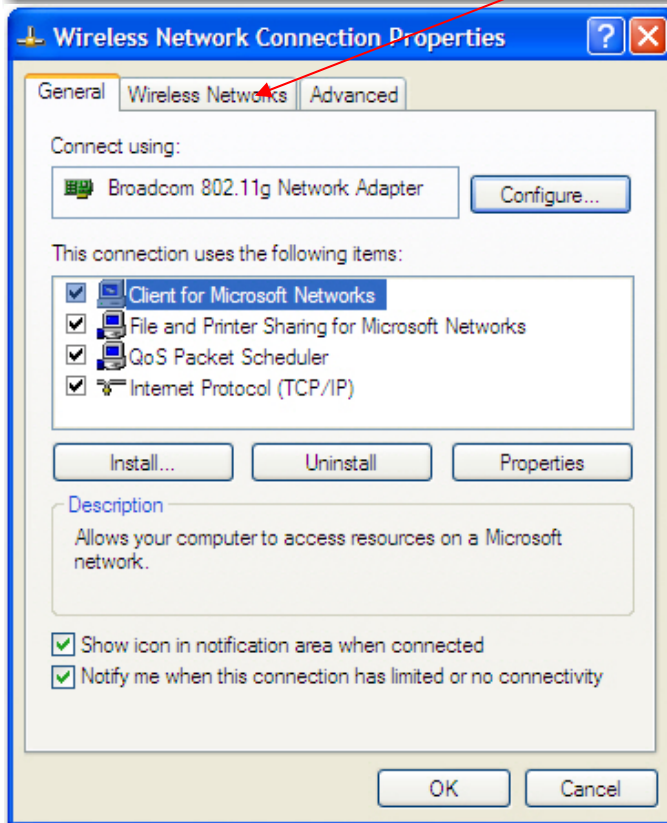 Wireless Network Connection Properties
General Wireless Networks Advanced
Connect using:
Broadcom 802.11g Network Adapter Configure...
This connection uses the following items:
Client for Microsoft Networks
File and Printer Sharing for Microsoft Networks
QoS Packet Scheduler
Internet Protocol (TCP/IP)
Install... Uninstall Properties
Description
Allows your computer to access resources on a Microsoft
network.
Show icon in notification area when connected
Notify me when this connection has limited or no connectivity
OK Cancel